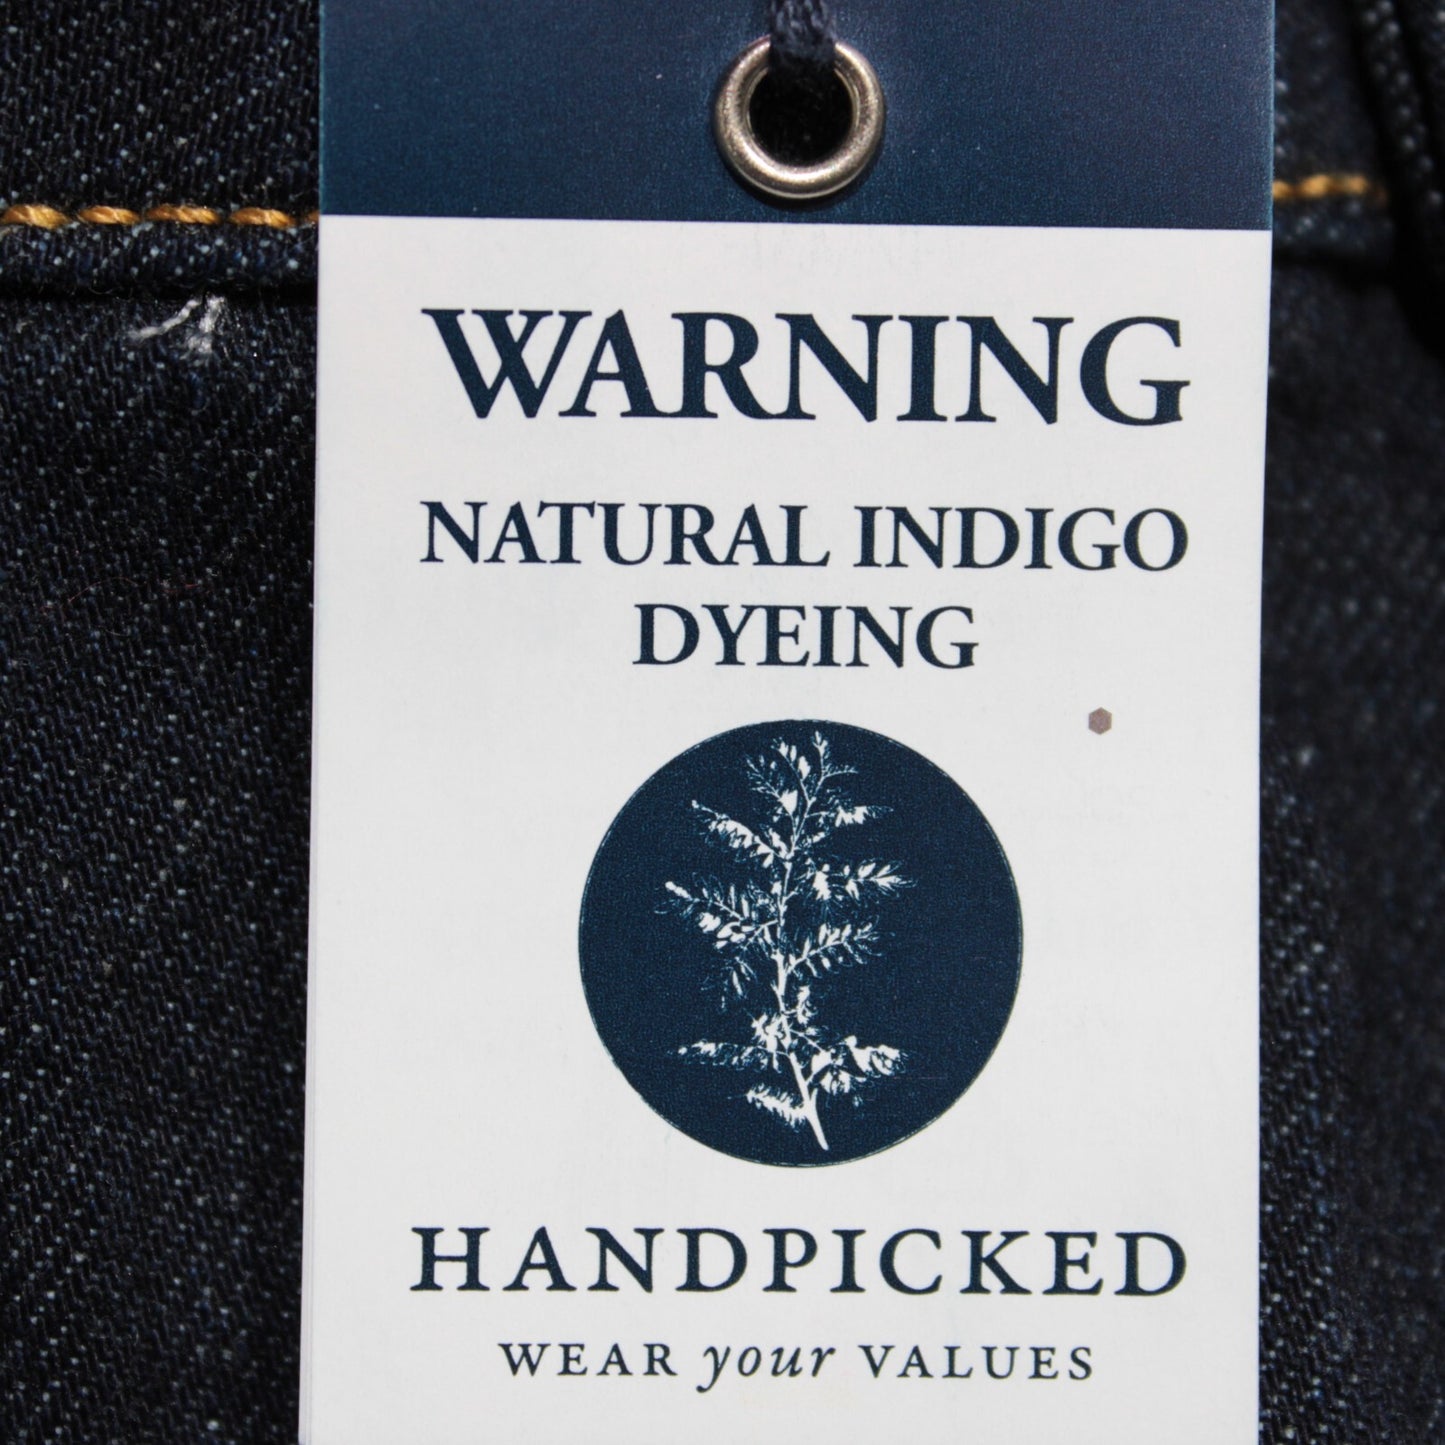 WARNING
NATURAL INDIGO
DYEING
HANDPICKED
WEAR your VALUES